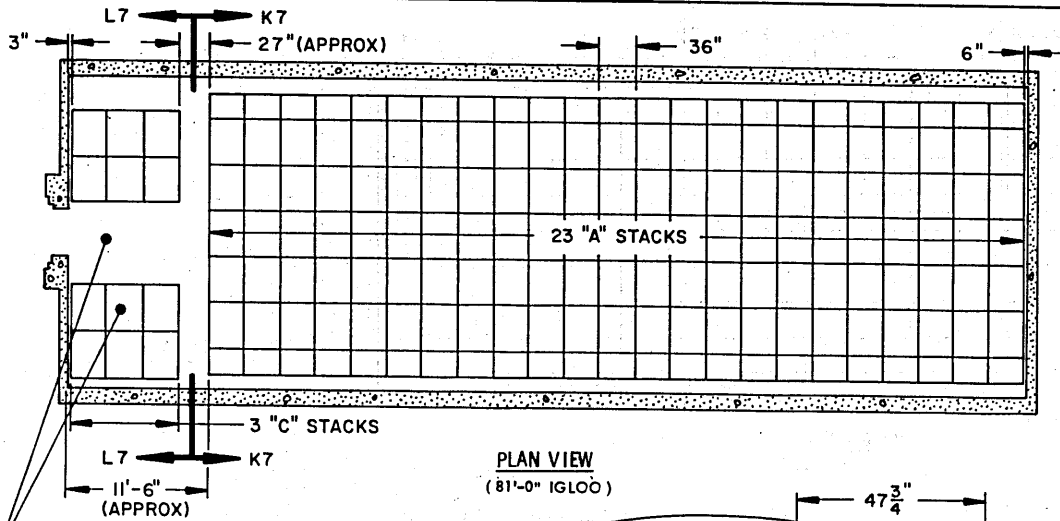 L7 K7
3" 27"(APPROX) 36" 6"
23 "A" STACKS
3 "C" STACKS
L7 K7
PLAN VIEW
(81'-0" IGLOO)
11'-6"
(APPROX)
47 3/4"